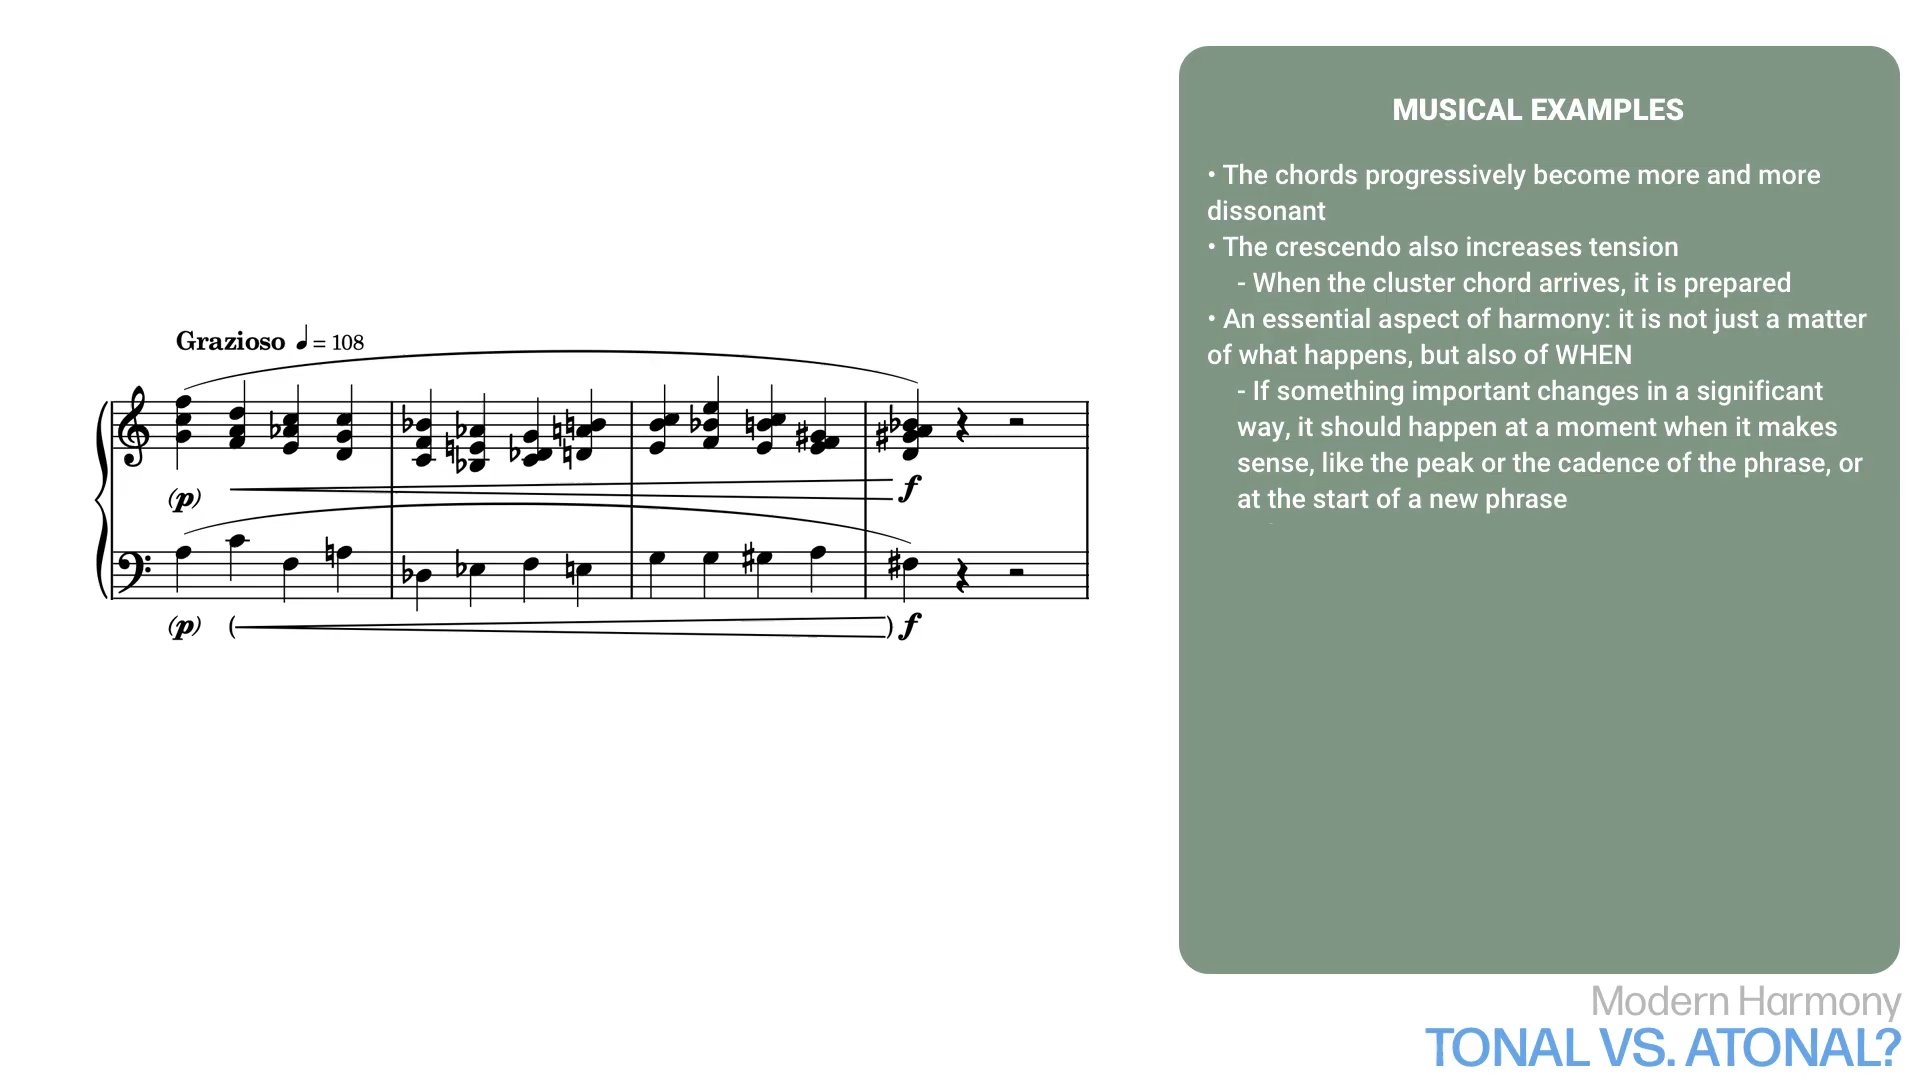 Grazioso ♩= 108
(p)
f
(p) ( ) f
MUSICAL EXAMPLES
• The chords progressively become more and more
dissonant
• The crescendo also increases tension
- When the cluster chord arrives, it is prepared
• An essential aspect of harmony: it is not just a matter
of what happens, but also of WHEN
- If something important changes in a significant
way, it should happen at a moment when it makes
sense, like the peak or the cadence of the phrase, or
at the start of a new phrase
Modern Harmony
TONAL VS. ATONAL?